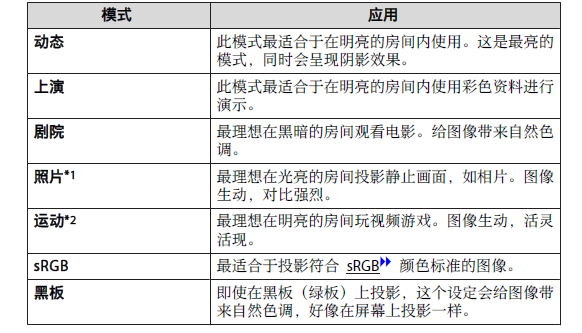 模式 应用
动态 此模式最适合于在明亮的房间内使用。这是最亮的
模式，同时会呈现阴影效果。
上演 此模式最适合于在明亮的房间内使用彩色资料进行
演示。
剧院 最理想在黑暗的房间观看电影。给图像带来自然色
调。
照片*1 最理想在光亮的房间投影静止画面，如相片。图像
生动，对比强烈。
运动*2 最理想在明亮的房间玩视频游戏。图像生动，活灵
活现。
sRGB 最适合于投影符合 sRGB 颜色标准的图像。
黑板 即使在黑板（绿板）上投影，这个设定会给图像带
来自然色调，好像在屏幕上投影一样。